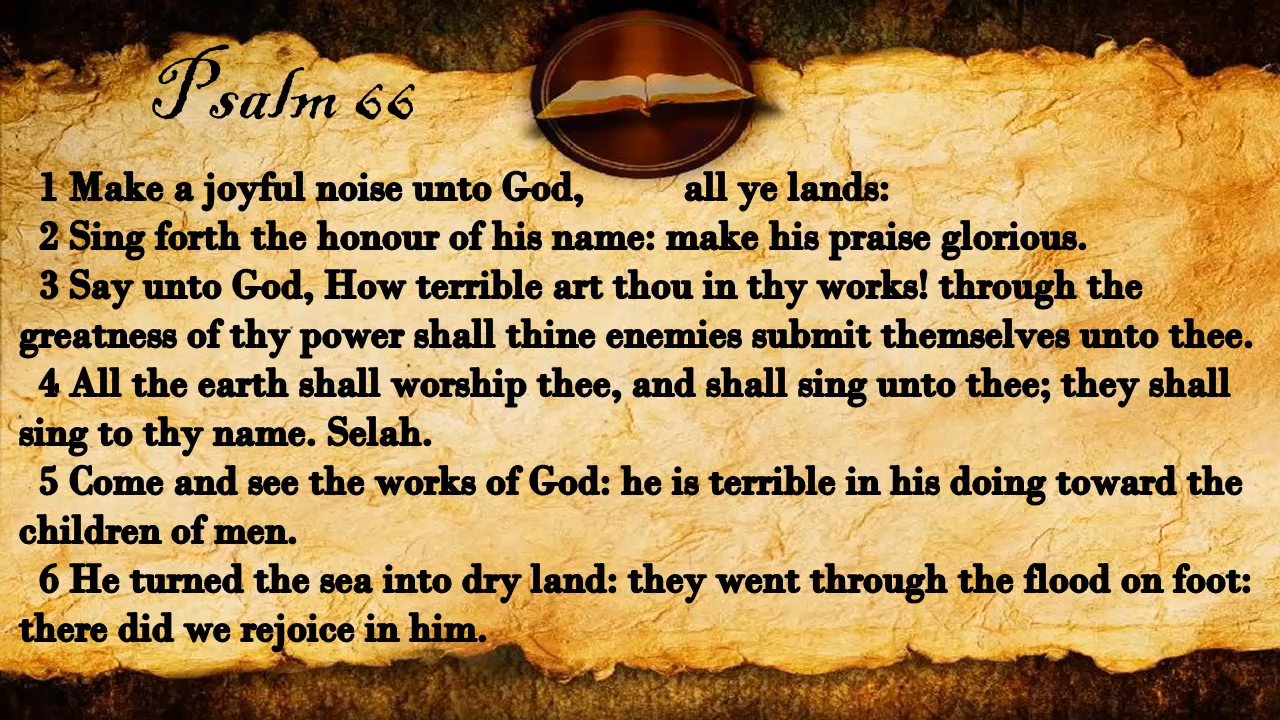 Psalm 66
1 Make a joyful noise unto God, all ye lands:
2 Sing forth the honour of his name: make his praise glorious.
3 Say unto God, How terrible art thou in thy works! through the
greatness of thy power shall thine enemies submit themselves unto thee.
4 All the earth shall worship thee, and shall sing unto thee; they shall
sing to thy name. Selah.
5 Come and see the works of God: he is terrible in his doing toward the
children of men.
6 He turned the sea into dry land: they went through the flood on foot:
there did we rejoice in him.